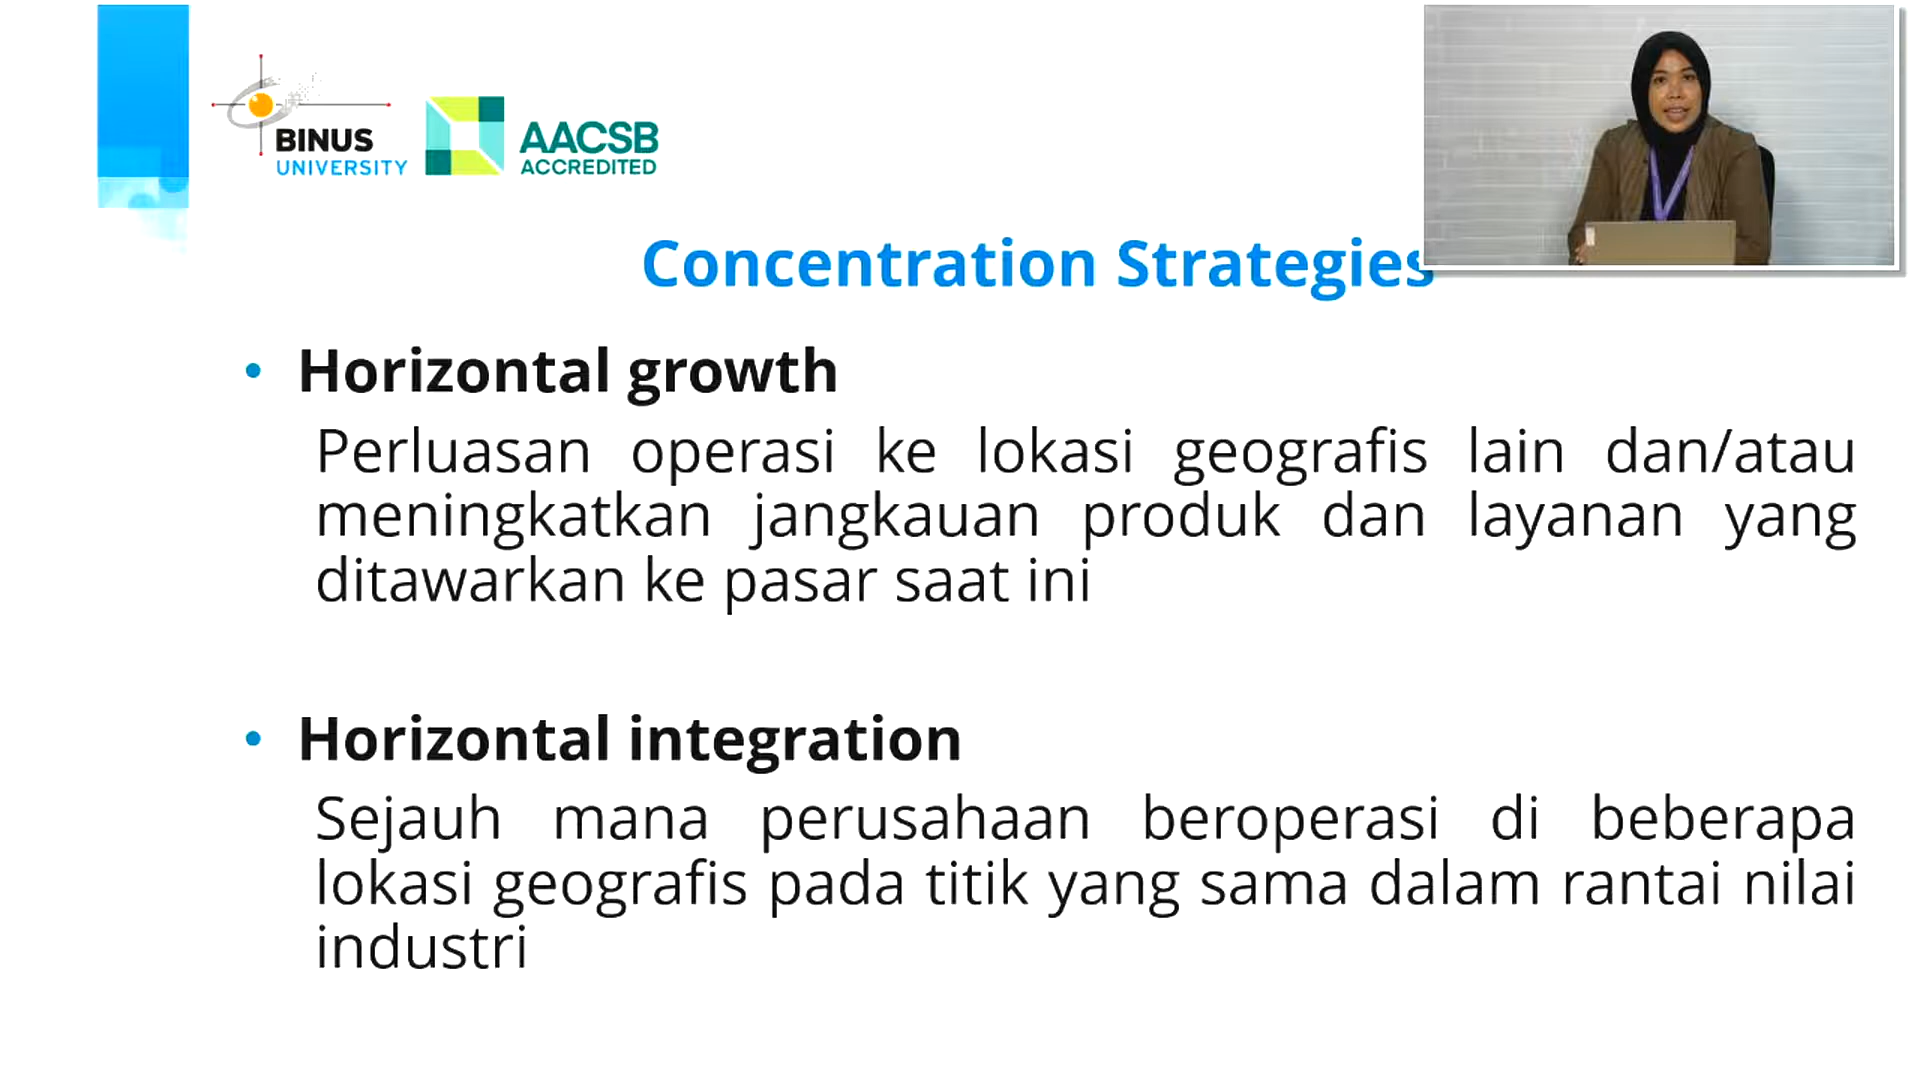 BINUS
UNIVERSITY
AACSB
ACCREDITED
Concentration Strategies
• Horizontal growth
Perluasan operasi ke lokasi geografis lain dan/atau
meningkatkan jangkauan produk dan layanan yang
ditawarkan ke pasar saat ini
• Horizontal integration
Sejauh mana perusahaan beroperasi di beberapa
lokasi geografis pada titik yang sama dalam rantai nilai
industri